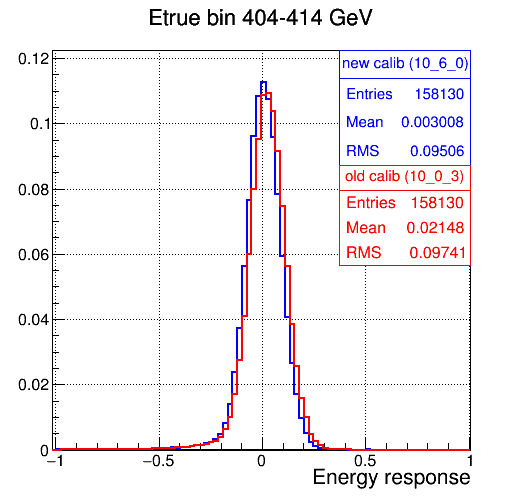 Etrue bin 404-414 GeV
new calib (10_6_0)
Entries 158130
Mean 0.003008
RMS 0.09506
old calib (10_0_3)
Entries 158130
Mean 0.02148
RMS 0.09741
0.12
0.1
0.08
0.06
0.04
0.02
0
−1 −0.5 0 0.5 1
Energy response